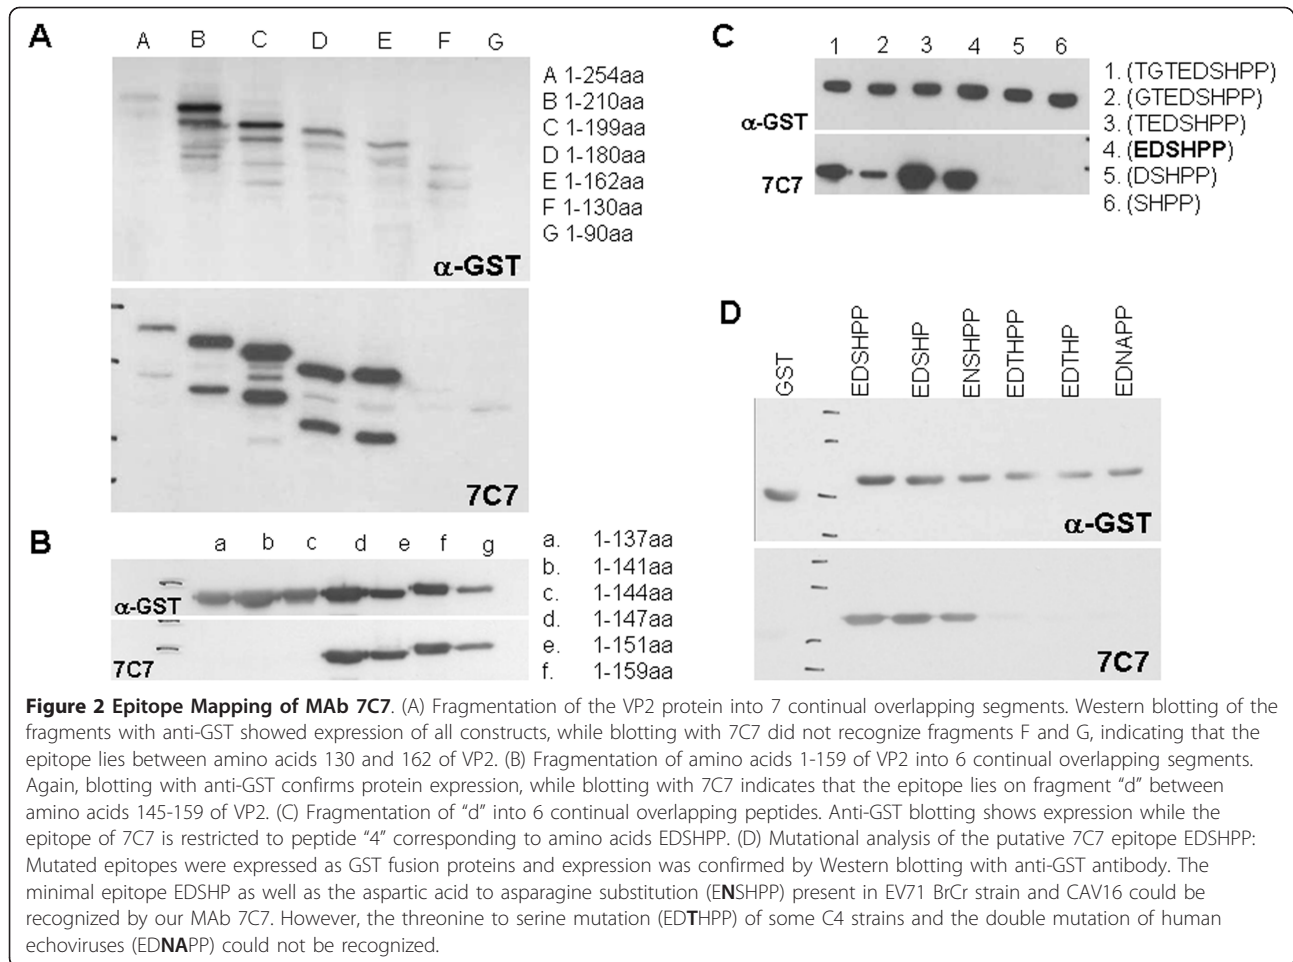 A
A B C D E F G
A 1-254aa
B 1-210aa
C 1-199aa
D 1-180aa
E 1-162aa
F 1-130aa
G 1-90aa
α-GST
7C7
B
a b c d e f g
α-GST
7C7
a. 1-137aa
b. 1-141aa
c. 1-144aa
d. 1-147aa
e. 1-151aa
f. 1-159aa
C
1 2 3 4 5 6
α-GST
7C7
1. (TGTEDSHPP)
2. (GTEDSHPP)
3. (TEDSHPP)
4. (EDSHPP)
5. (DSHPP)
6. (SHPP)
D
GST EDSHPP EDSHP ENSHPP EDTHPP EDTHP EDNAPP
α-GST
7C7
Figure 2 Epitope Mapping of MAb 7C7. (A) Fragmentation of the VP2 protein into 7 continual overlapping segments. Western blotting of the
fragments with anti-GST showed expression of all constructs, while blotting with 7C7 did not recognize fragments F and G, indicating that the
epitope lies between amino acids 130 and 162 of VP2. (B) Fragmentation of amino acids 1-159 of VP2 into 6 continual overlapping segments.
Again, blotting with anti-GST confirms protein expression, while blotting with 7C7 indicates that the epitope lies on fragment “d” between
amino acids 145-159 of VP2. (C) Fragmentation of “d” into 6 continual overlapping peptides. Anti-GST blotting shows expression while the
epitope of 7C7 is restricted to peptide “4” corresponding to amino acids EDSHPP. (D) Mutational analysis of the putative 7C7 epitope EDSHPP:
Mutated epitopes were expressed as GST fusion proteins and expression was confirmed by Western blotting with anti-GST antibody. The
minimal epitope EDSHP as well as the aspartic acid to asparagine substitution (ENSHPP) present in EV71 BrCr strain and CAV16 could be
recognized by our MAb 7C7. However, the threonine to serine mutation (EDTHPP) of some C4 strains and the double mutation of human
echoviruses (EDNAPP) could not be recognized.